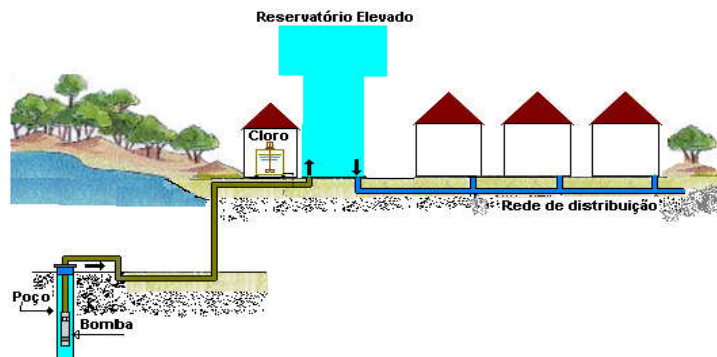 Reservatório Elevado
Cloro
Rede de distribuição
Poço
Bomba